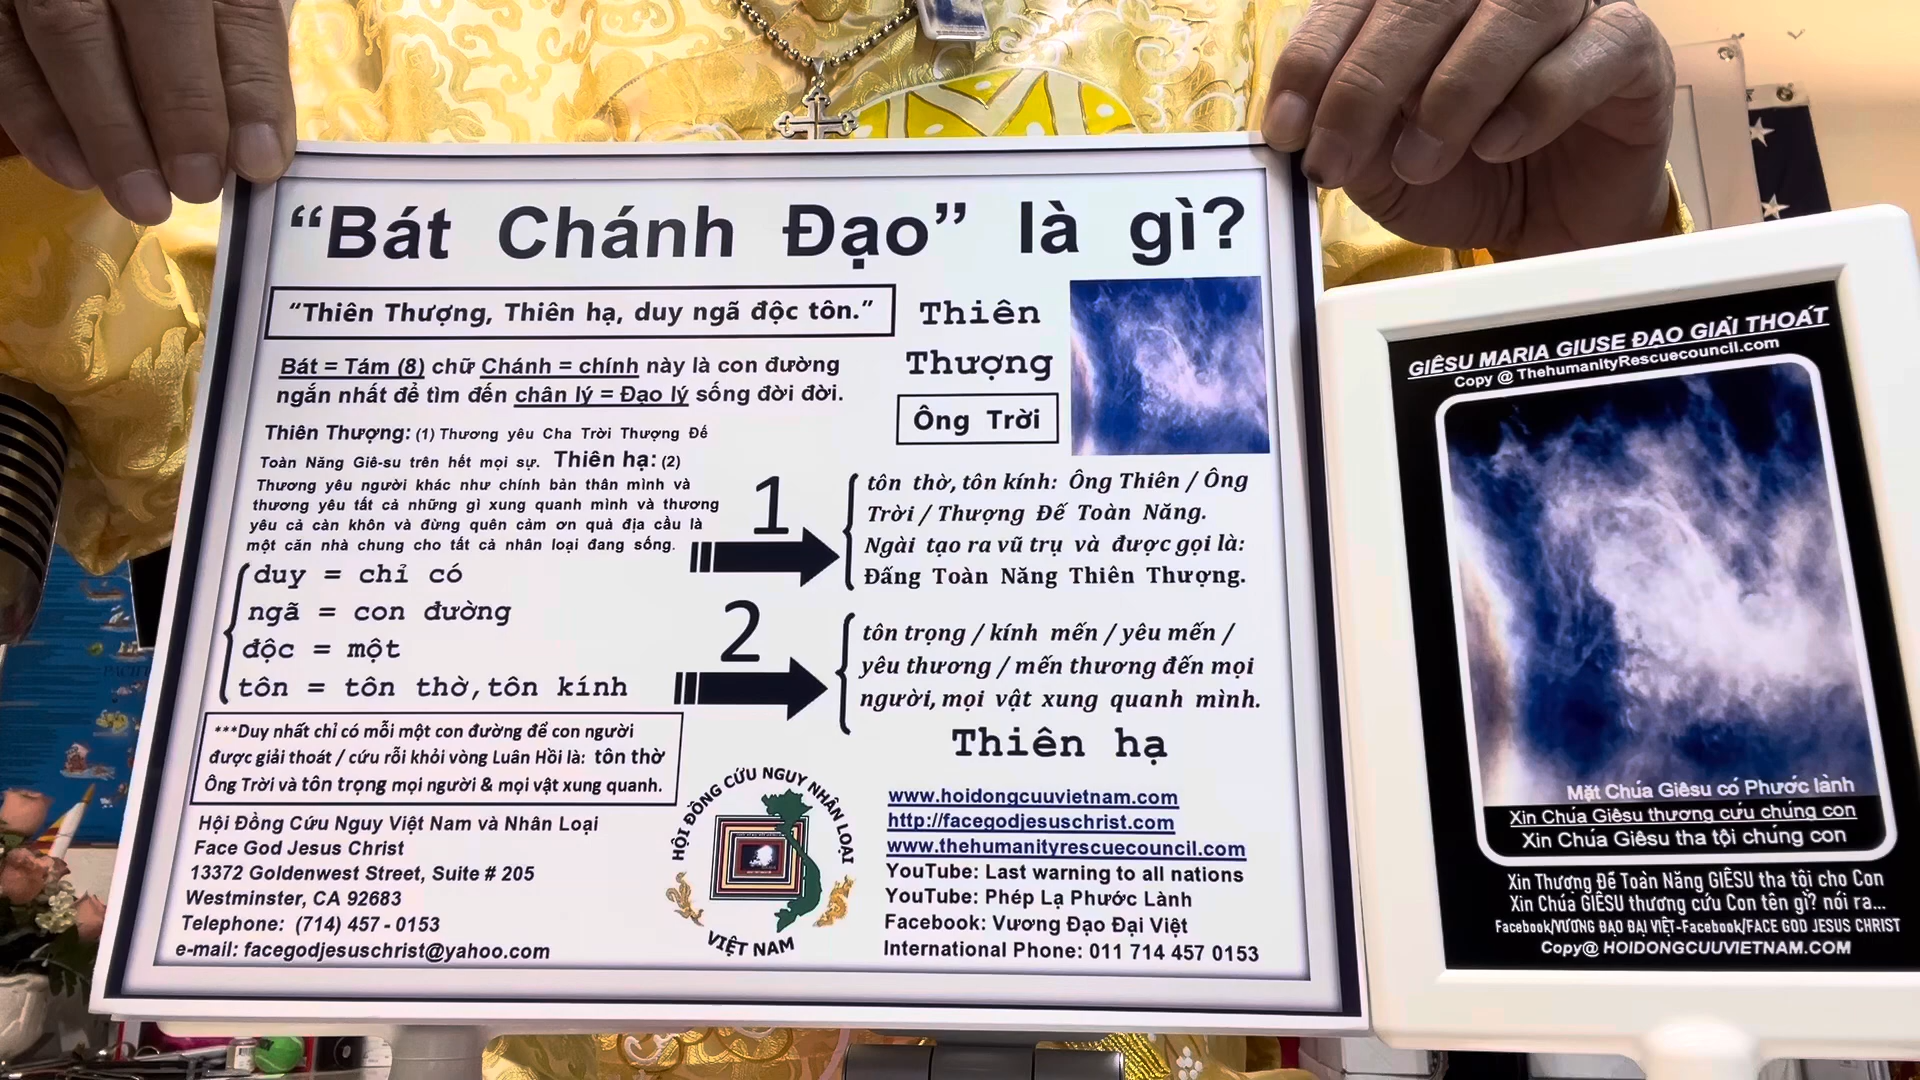 “Bát Chánh Đạo” là gì?
“Thiên Thượng, Thiên hạ, duy ngã độc tôn.”
Bát = Tám (8) chữ Chánh = chính này là con đường
ngắn nhất để tìm đến chân lý = Đạo lý sống đời đời.
Thiên Thượng: (1) Thương yêu Cha Trời Thượng Đế
Toàn Năng Giê-su trên hết mọi sự. Thiên hạ: (2)
Thương yêu người khác như chính bản thân mình và
thương yêu tất cả những gì xung quanh mình và thương
yêu cả càn khôn và đừng quên cảm ơn quả địa cầu là
một căn nhà chung cho tất cả nhân loại đang sống.
duy = chỉ có
ngã = con đường
độc = một
tôn = tôn thờ, tôn kính
***Duy nhất chỉ có mỗi một con đường để con người
được giải thoát / cứu rỗi khỏi vòng Luân Hồi là: tôn thờ
Ông Trời và tôn trọng mọi người & mọi vật xung quanh.
Hội Đồng Cứu Nguy Việt Nam và Nhân Loại
Face God Jesus Christ
13372 Goldenwest Street, Suite # 205
Westminster, CA 92683
Telephone: (714) 457 - 0153
e-mail: facegodjesuschrist@yahoo.com
Thiên
Thượng
Ông Trời
1
tôn thờ, tôn kính: Ông Thiên / Ông
Trời / Thượng Đế Toàn Năng.
Ngài tạo ra vũ trụ và được gọi là:
Đấng Toàn Năng Thiên Thượng.
2
tôn trọng / kính mến / yêu mến /
yêu thương / mến thương đến mọi
người, mọi vật xung quanh mình.
Thiên hạ
HỘI ĐỒNG CỨU NGUY NHÂN LOẠI
VIỆT NAM
www.hoidongcuuvietnam.com
http://facegodjesuschrist.com
www.thehumanityrescuecouncil.com
YouTube: Last warning to all nations
YouTube: Phép Lạ Phước Lành
Facebook: Vương Đạo Đại Việt
International Phone: 011 714 457 0153
GIÊSU MARIA GIUSE ĐẠO GIẢI THOÁT
Copy @ ThehumanityRescuecouncil.com
Mặt Chúa Giêsu có Phước lành
Xin Chúa Giêsu thương cứu chúng con
Xin Chúa Giêsu tha tội chúng con
Xin Thượng Đế Toàn Năng GIÊSU tha tội cho Con
Xin Chúa GIÊSU thương cứu Con tên gì? nói ra...
Facebook/VƯƠNG ĐẠO ĐẠI VIỆT-Facebook/FACE GOD JESUS CHRIST
Copy@ HOIDONGCUUVIETNAM.COM